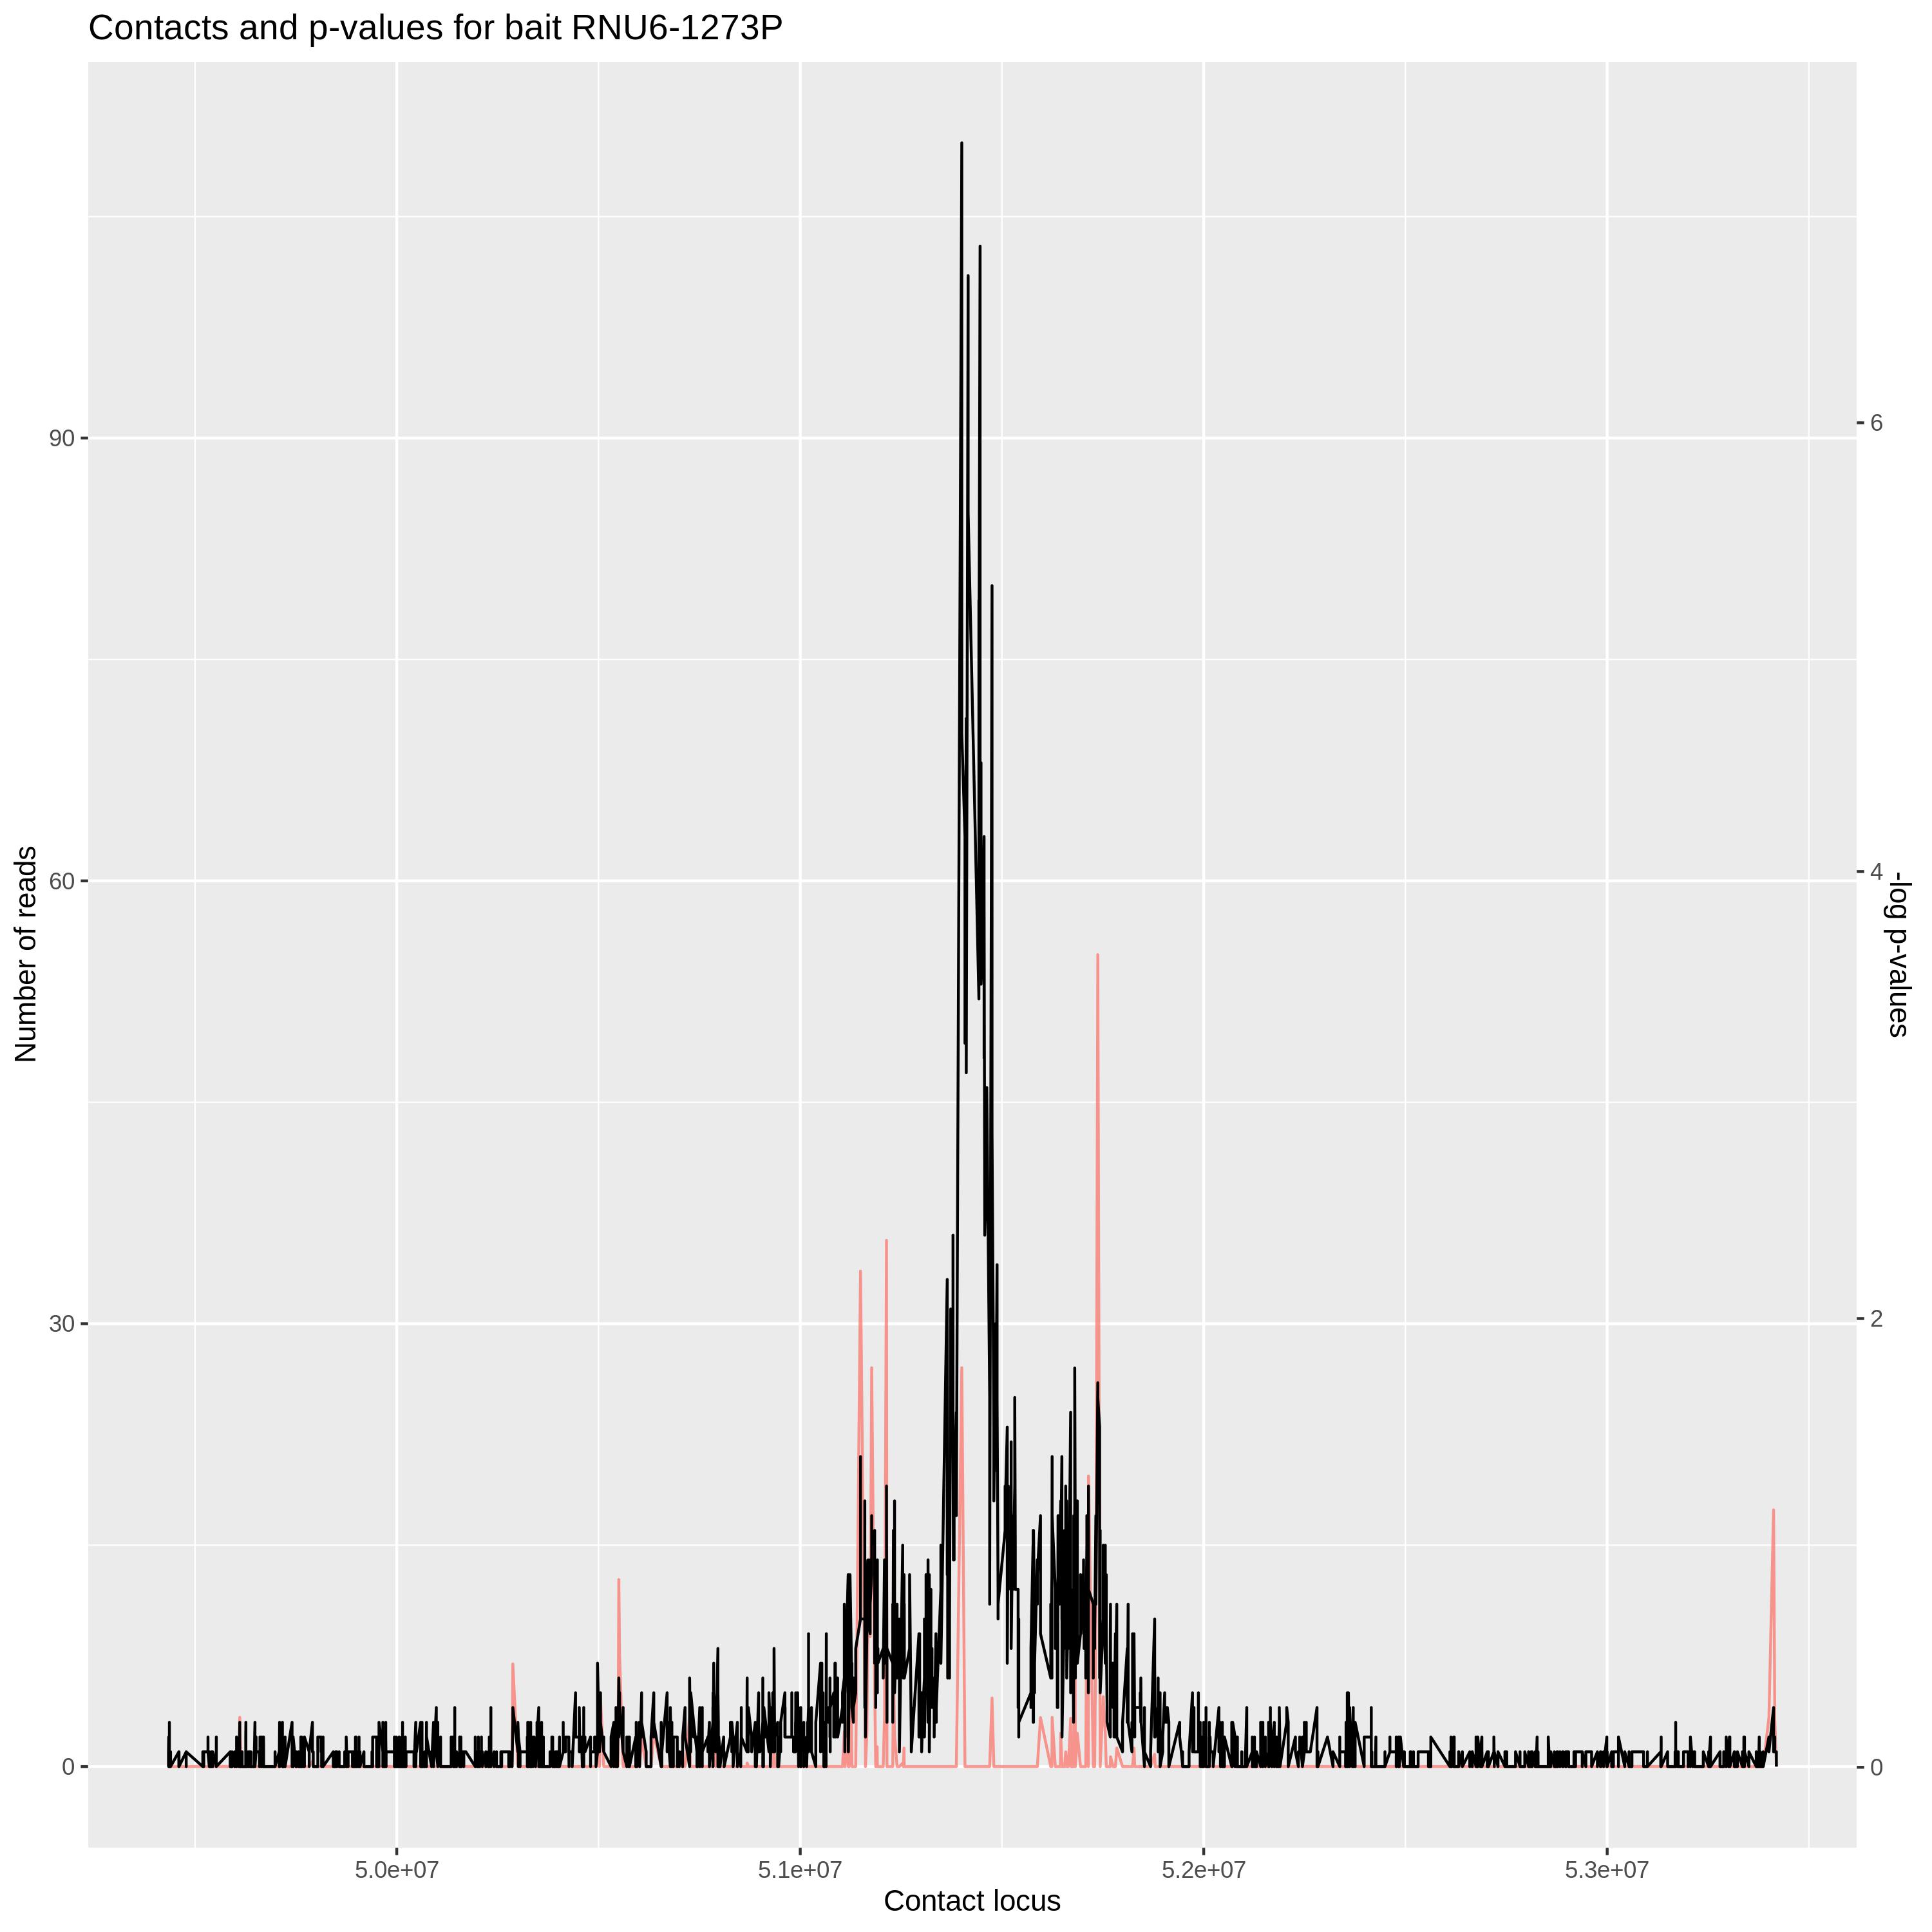 Contacts and p-values for bait RNU6-1273P
90
60
30
0
Number of reads
6
4
2
0
-log p-values
5.0e+07
5.1e+07
5.2e+07
5.3e+07
Contact locus